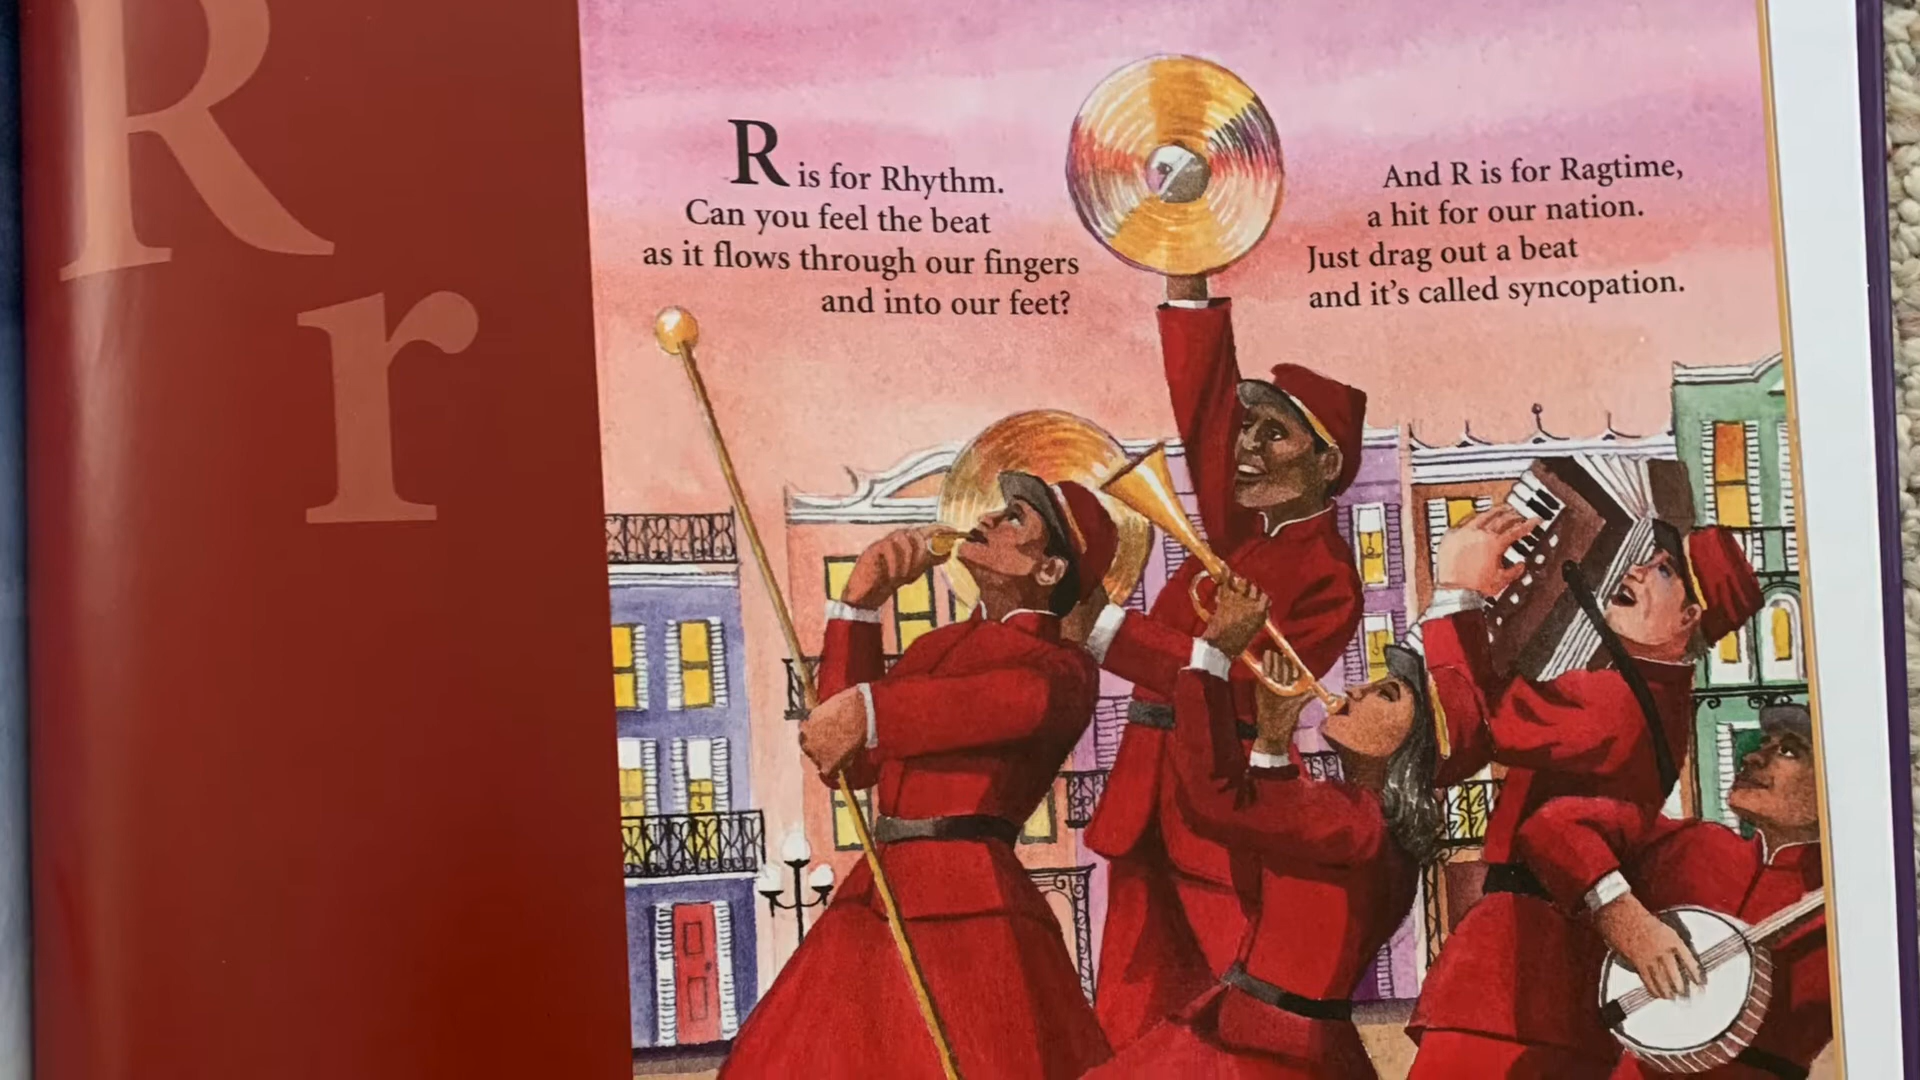 R
r
R is for Rhythm.
Can you feel the beat
as it flows through our fingers
and into our feet?
And R is for Ragtime,
a hit for our nation.
Just drag out a beat
and it's called syncopation.